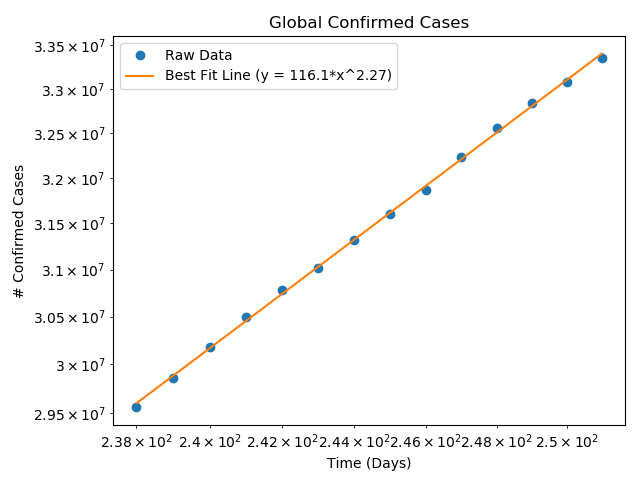 Global Confirmed Cases
Raw Data
Best Fit Line (y = 116.1*x^2.27)
# Confirmed Cases
3.35 × 10^7
3.3 × 10^7
3.25 × 10^7
3.2 × 10^7
3.15 × 10^7
3.1 × 10^7
3.05 × 10^7
3 × 10^7
2.95 × 10^7
2.38 × 10^2 2.4 × 10^2 2.42 × 10^2 2.44 × 10^2 2.46 × 10^2 2.48 × 10^2 2.5 × 10^2
Time (Days)